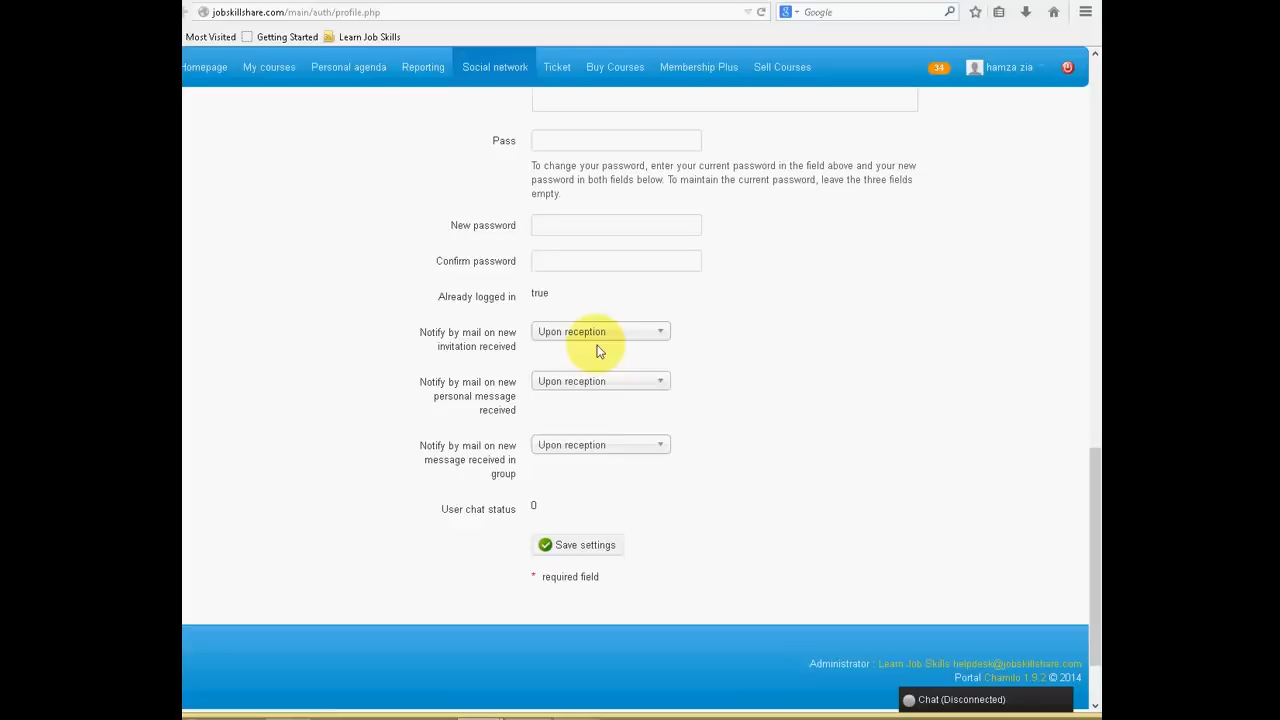 jobskillshare.com/main/auth/profile.php
Google
Most Visited Getting Started Learn Job Skills
Homepage My courses Personal agenda Reporting Social network Ticket Buy Courses Membership Plus Sell Courses 34 hamza zia
Pass
To change your password, enter your current password in the field above and your new
password in both fields below. To maintain the current password, leave the three fields
empty.
New password
Confirm password
Already logged in true
Notify by mail on new
invitation received
Upon reception
Notify by mail on new
personal message
received
Upon reception
Notify by mail on new
message received in
group
Upon reception
User chat status 0
Save settings
* required field
Administrator : Learn Job Skills helpdesk@jobskillshare.com
Portal Chamilo 1.9.2 © 2014
Chat (Disconnected)